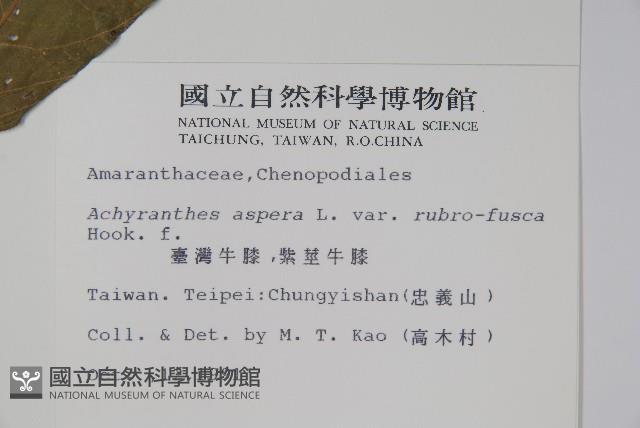 國立自然科學博物館
NATIONAL MUSEUM OF NATURAL SCIENCE
TAICHUNG, TAIWAN, R.O.CHINA
Amaranthaceae,Chenopodiales
Achyranthes aspera L. var. rubro-fusca
Hook. f.
臺灣牛膝,紫莖牛膝
Taiwan. Teipei:Chungyishan(忠義山)
Coll. & Det. by M. T. Kao (高木村)
國立自然科學博物館
NATIONAL MUSEUM OF NATURAL SCIENCE